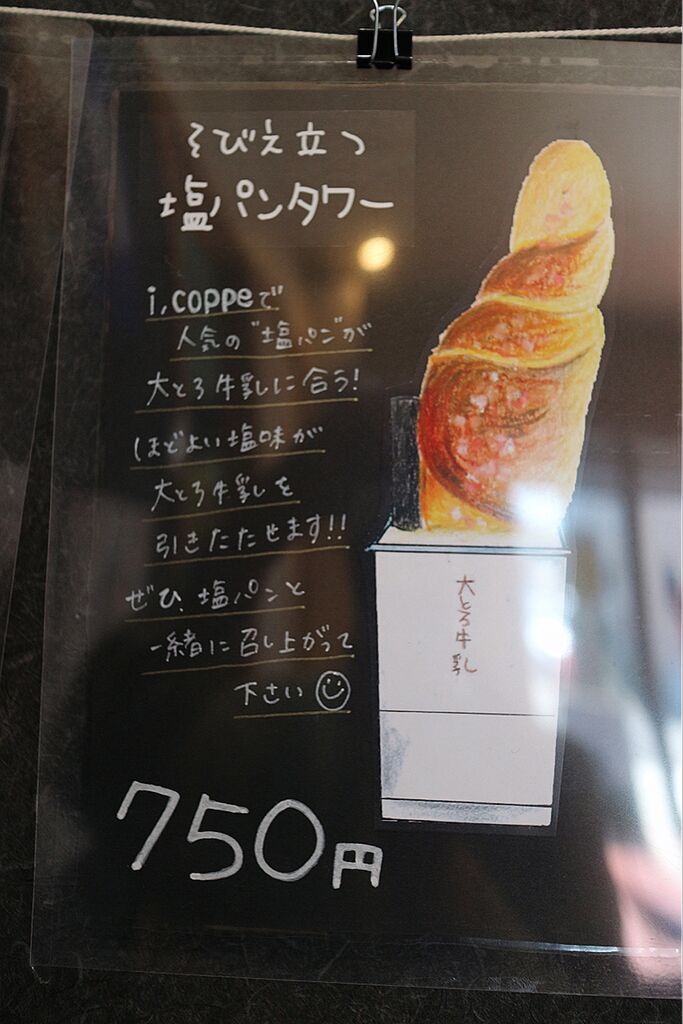 そびえ立つ
塩パンタワー
i,coppeで
人気の"塩パン"が
大とろ牛乳に合う!
ほどよい塩味が
大とろ牛乳を
引きたたせます!!
ぜひ、塩パンと
一緒に召し上がって
下さい
750円
大とろ牛乳